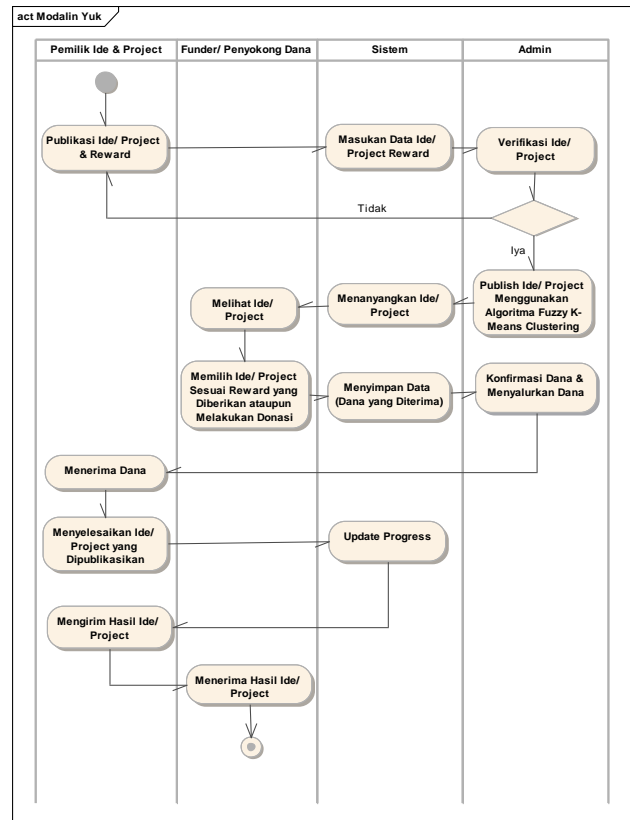 act Modalin Yuk
Pemilik Ide & Project
Funder/ Penyokong Dana
Sistem
Admin
Publikasi Ide/ Project
& Reward
Masukan Data Ide/
Project Reward
Verifikasi Ide/
Project
Tidak
Iya
Publish Ide/ Project
Menggunakan
Algoritma Fuzzy K-
Means Clustering
Menanyangkan Ide/
Project
Melihat Ide/
Project
Memilih Ide/ Project
Sesuai Reward yang
Diberikan ataupun
Melakukan Donasi
Menyimpan Data
(Dana yang Diterima)
Konfirmasi Dana &
Menyalurkan Dana
Menerima Dana
Menyelesaikan Ide/
Project yang
Dipublikasikan
Update Progress
Mengirim Hasil Ide/
Project
Menerima Hasil Ide/
Project